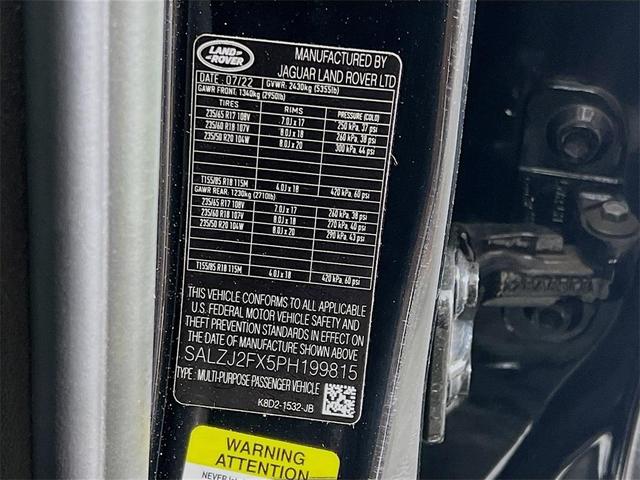 LAND ROVER
MANUFACTURED BY
JAGUAR LAND ROVER LTD
DATE: 07/22 GVWR: 2430kg (5355lb)
GAWR FRONT: 1340kg (2950lb)
TIRES RIMS PRESSURE (COLD)
235/65 R17 108V 7.0J x 17 250 kPa, 37 psi
235/60 R18 107V 8.0J x 18 260 kPa, 38 psi
235/50 R20 104W 8.0J x 20 300 kPa, 44 psi
T155/85 R18 115M 4.0J x 18 420 kPa, 60 psi
GAWR REAR: 1230kg (2710lb)
235/65 R17 108V 7.0J x 17 260 kPa, 38 psi
235/60 R18 107V 8.0J x 18 270 kPa, 40 psi
235/50 R20 104W 8.0J x 20 290 kPa, 43 psi
T155/85 R18 115M 4.0J x 18 420 kPa, 60 psi
THIS VEHICLE CONFORMS TO ALL APPLICABLE
U.S. FEDERAL MOTOR VEHICLE SAFETY AND
THEFT PREVENTION STANDARDS IN EFFECT ON
THE DATE OF MANUFACTURE SHOWN ABOVE
SALZJ2FX5PH199815
TYPE: MULTI-PURPOSE PASSENGER VEHICLE
K8D2-1532-JB
WARNING
ATTENTION
NEVER